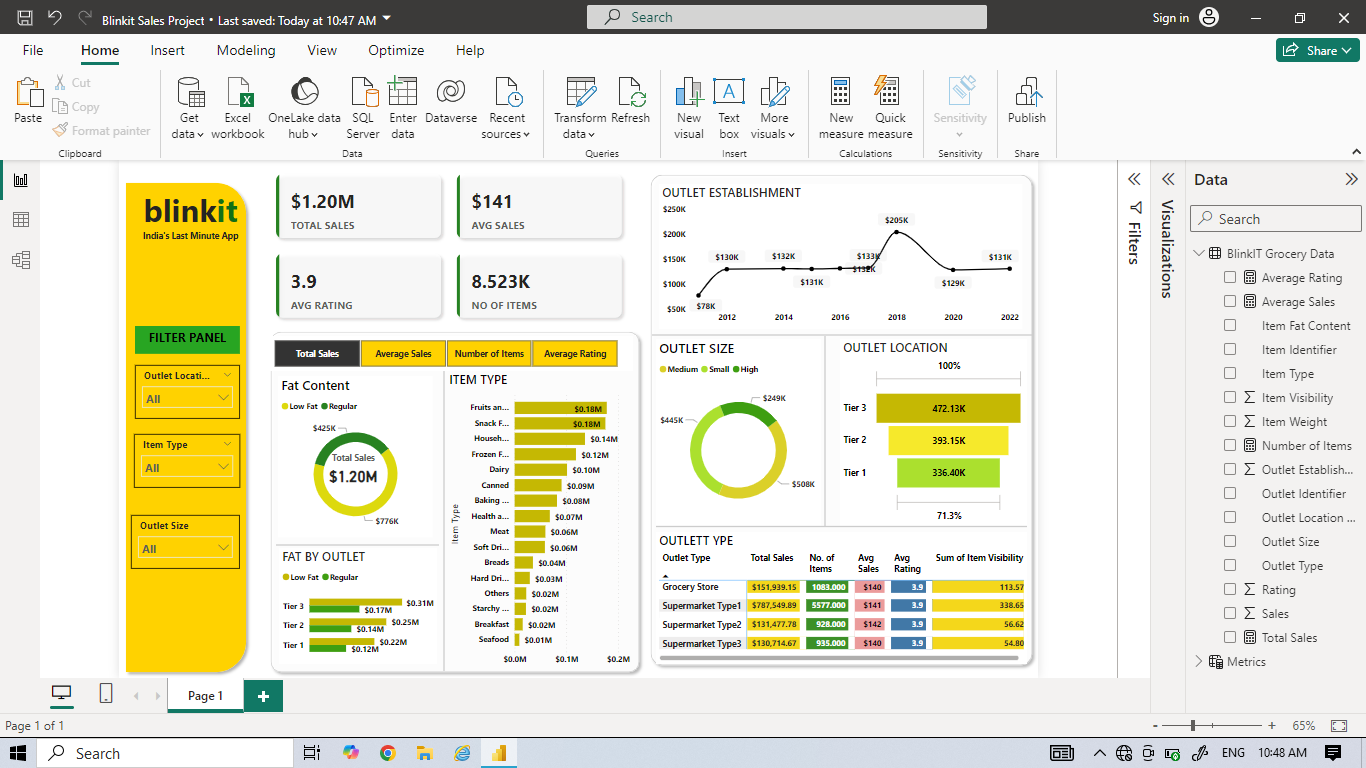 Blinkit Sales Project • Last saved: Today at 10:47 AM
Search
Sign in
File
Home
Insert
Modeling
View
Optimize
Help
Share
Paste
Cut
Copy
Format painter
Clipboard
Get data
Excel workbook
OneLake data hub
SQL Server
Enter data
Dataverse
Recent sources
Data
Transform data
Refresh
Queries
New visual
Text box
More visuals
Insert
New measure
Quick measure
Calculations
Sensitivity
Sensitivity
Publish
Share
blinkit
India's Last Minute App
FILTER PANEL
Outlet Locati...
All
Item Type
All
Outlet Size
All
$1.20M
TOTAL SALES
$141
AVG SALES
3.9
AVG RATING
8.523K
NO OF ITEMS
Total Sales
Average Sales
Number of Items
Average Rating
Fat Content
Low Fat
Regular
$425K
Total Sales
$1.20M
$776K
FAT BY OUTLET
Low Fat
Regular
Tier 3
$0.31M
$0.17M
Tier 2
$0.25M
$0.14M
Tier 1
$0.22M
$0.12M
ITEM TYPE
Item Type
Fruits an...
$0.18M
Snack F...
$0.18M
Househ...
$0.14M
Frozen F...
$0.12M
Dairy
$0.10M
Canned
$0.09M
Baking ...
$0.08M
Health a...
$0.07M
Meat
$0.06M
Soft Dri...
$0.06M
Breads
$0.04M
Hard Dri...
$0.03M
Others
$0.02M
Starchy ...
$0.02M
Breakfast
$0.02M
Seafood
$0.01M
$0.0M
$0.1M
$0.2M
OUTLET ESTABLISHMENT
$250K
$200K
$150K
$100K
$50K
$78K
$130K
$132K
$131K
$132K
$133K
$205K
$129K
$131K
2012
2014
2016
2018
2020
2022
OUTLET SIZE
Medium
Small
High
$249K
$445K
$508K
OUTLET LOCATION
100%
Tier 3
472.13K
Tier 2
393.15K
Tier 1
336.40K
71.3%
OUTLETT YPE
Outlet Type Total Sales No. of Items Avg Sales Avg Rating Sum of Item Visibility
Grocery Store $151,939.15 1083.000 $140 3.9 113.57
Supermarket Type1 $787,549.89 5577.000 $141 3.9 338.65
Supermarket Type2 $131,477.78 928.000 $142 3.9 56.62
Supermarket Type3 $130,714.67 935.000 $140 3.9 54.80
Filters
Visualizations
Data
Search
BlinkIT Grocery Data
Average Rating
Average Sales
Item Fat Content
Item Identifier
Item Type
Item Visibility
Item Weight
Number of Items
Outlet Establish...
Outlet Identifier
Outlet Location ...
Outlet Size
Outlet Type
Rating
Sales
Total Sales
Metrics
Page 1
Page 1 of 1
65%
Search
ENG
10:48 AM